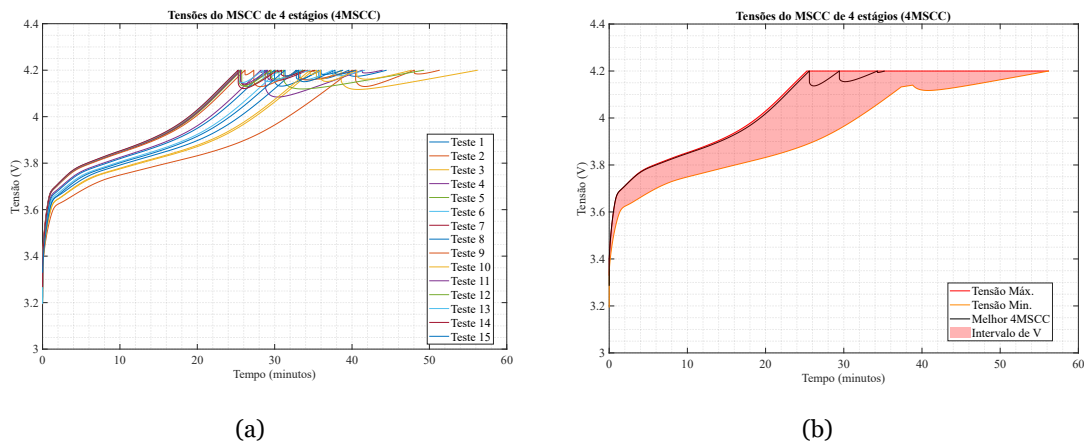 Tensões do MSCC de 4 estágios (4MSCC)
4.4
4.2
4
3.8
3.6
3.4
3.2
3
Tensão (V)
0
10
20
30
40
50
60
Tempo (minutos)
Teste 1
Teste 2
Teste 3
Teste 4
Teste 5
Teste 6
Teste 7
Teste 8
Teste 9
Teste 10
Teste 11
Teste 12
Teste 13
Teste 14
Teste 15
(a)
Tensões do MSCC de 4 estágios (4MSCC)
4.4
4.2
4
3.8
3.6
3.4
3.2
3
Tensão (V)
0
10
20
30
40
50
60
Tempo (minutos)
Tensão Máx.
Tensão Min.
Melhor 4MSCC
Intervalo de V
(b)